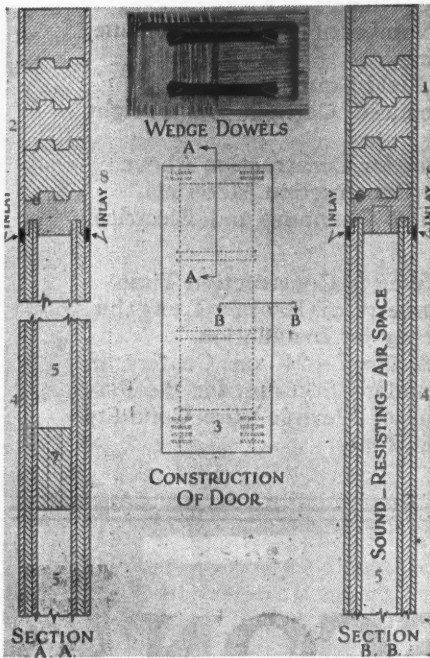 WEDGE DOWELS
A
A
B B
3
CONSTRUCTION
OF DOOR
2
INLAY
INLAY 8
4
5
7
5
SECTION
A. A.
1
INLAY
INLAY
4
SOUND-RESISTING-AIR SPACE
5
SECTION
B. B.